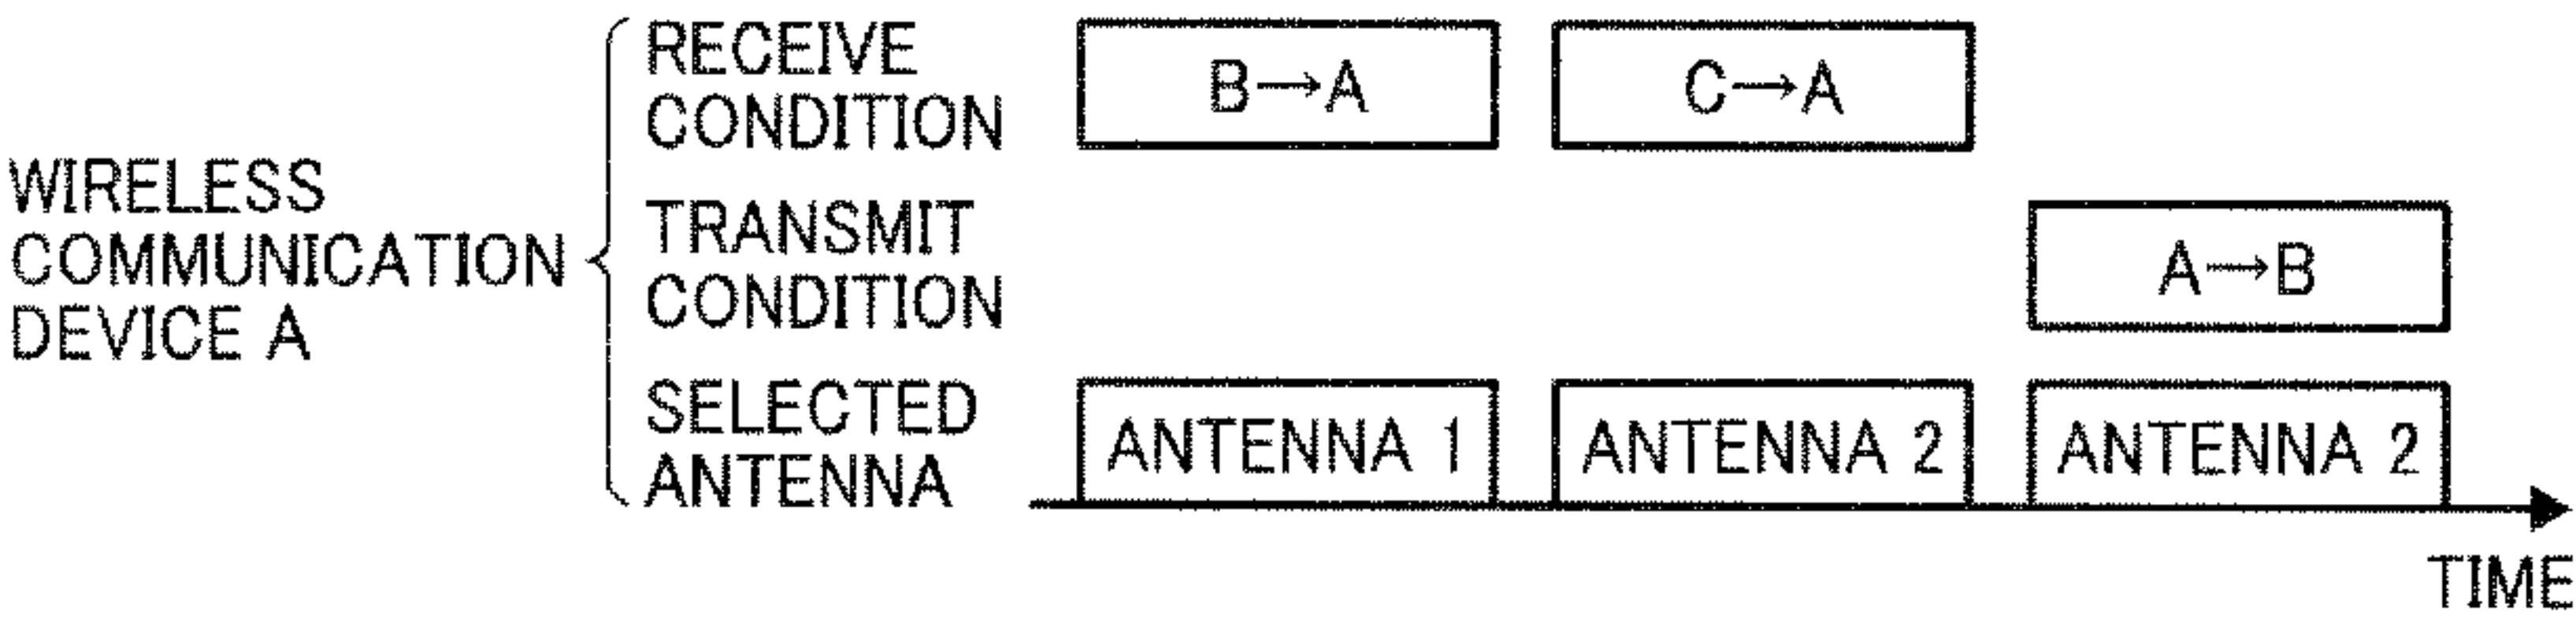 WIRELESS
COMMUNICATION
DEVICE A
RECEIVE
CONDITION
B→A
C→A
TRANSMIT
CONDITION
A→B
SELECTED
ANTENNA
ANTENNA 1
ANTENNA 2
ANTENNA 2
TIME